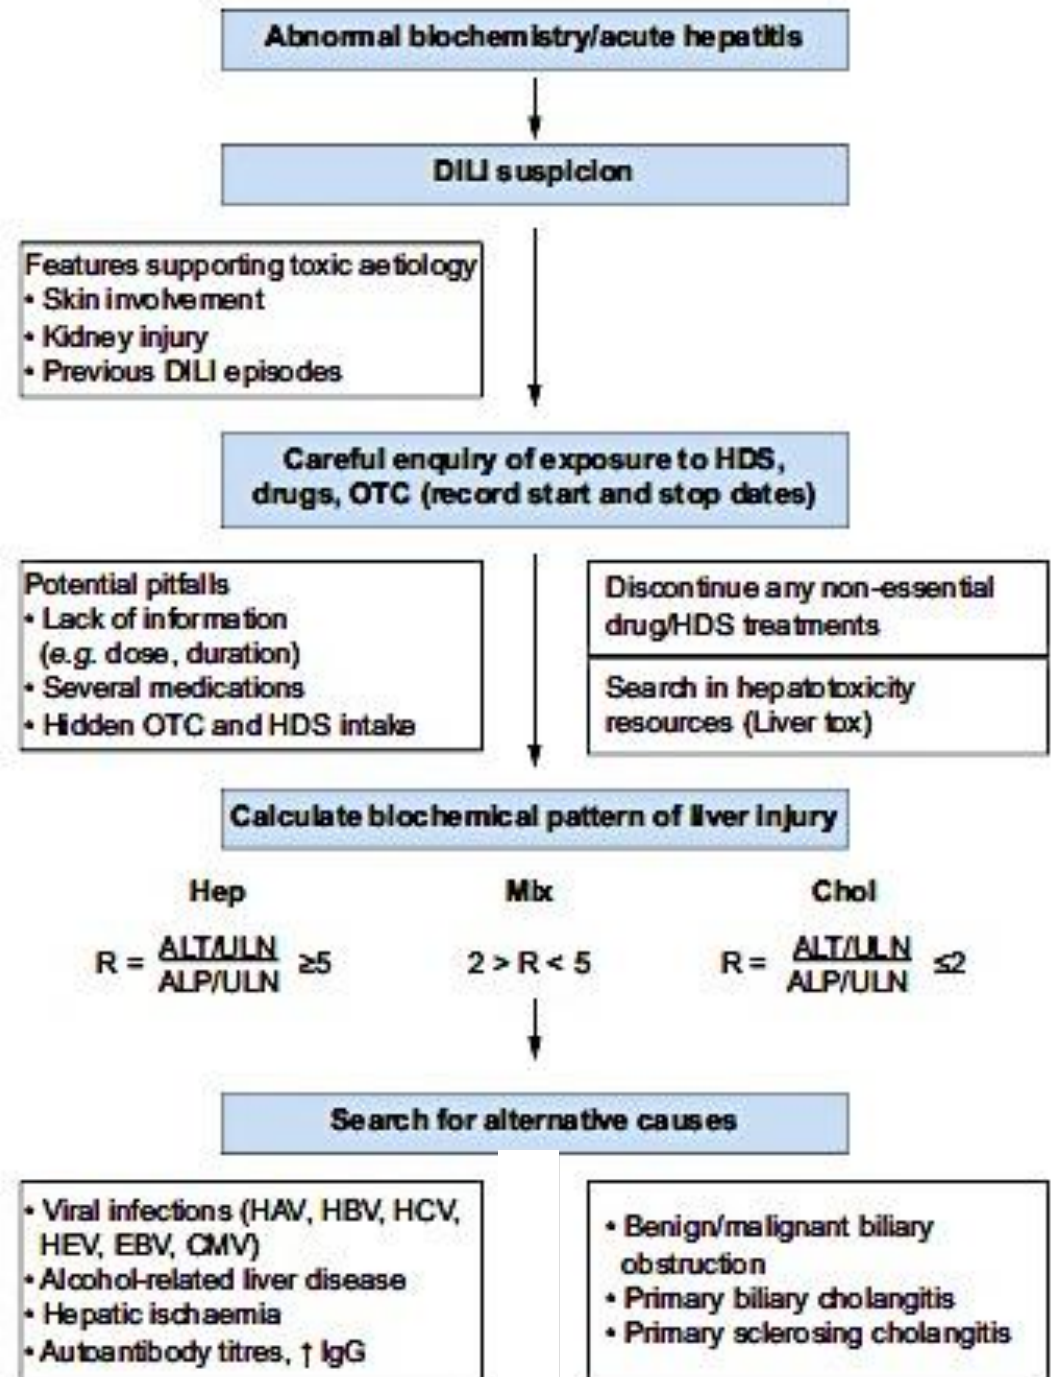 Abnormal biochemistry/acute hepatitis
DILI suspicion
Features supporting toxic aetiology
• Skin involvement
• Kidney injury
• Previous DILI episodes
Careful enquiry of exposure to HDS,
drugs, OTC (record start and stop dates)
Potential pitfalls
• Lack of information
(e.g. dose, duration)
• Several medications
• Hidden OTC and HDS intake
Discontinue any non-essential
drug/HDS treatments
Search in hepatotoxicity
resources (Liver tox)
Calculate biochemical pattern of liver injury
Hep
R = ALT/ULN
ALP/ULN ≥5
Mix
2 > R < 5
Chol
R = ALT/ULN
ALP/ULN ≤2
Search for alternative causes
• Viral infections (HAV, HBV, HCV,
HEV, EBV, CMV)
• Alcohol-related liver disease
• Hepatic ischaemia
• Autoantibody titres, ↑ IgG
• Benign/malignant biliary
obstruction
• Primary biliary cholangitis
• Primary sclerosing cholangitis